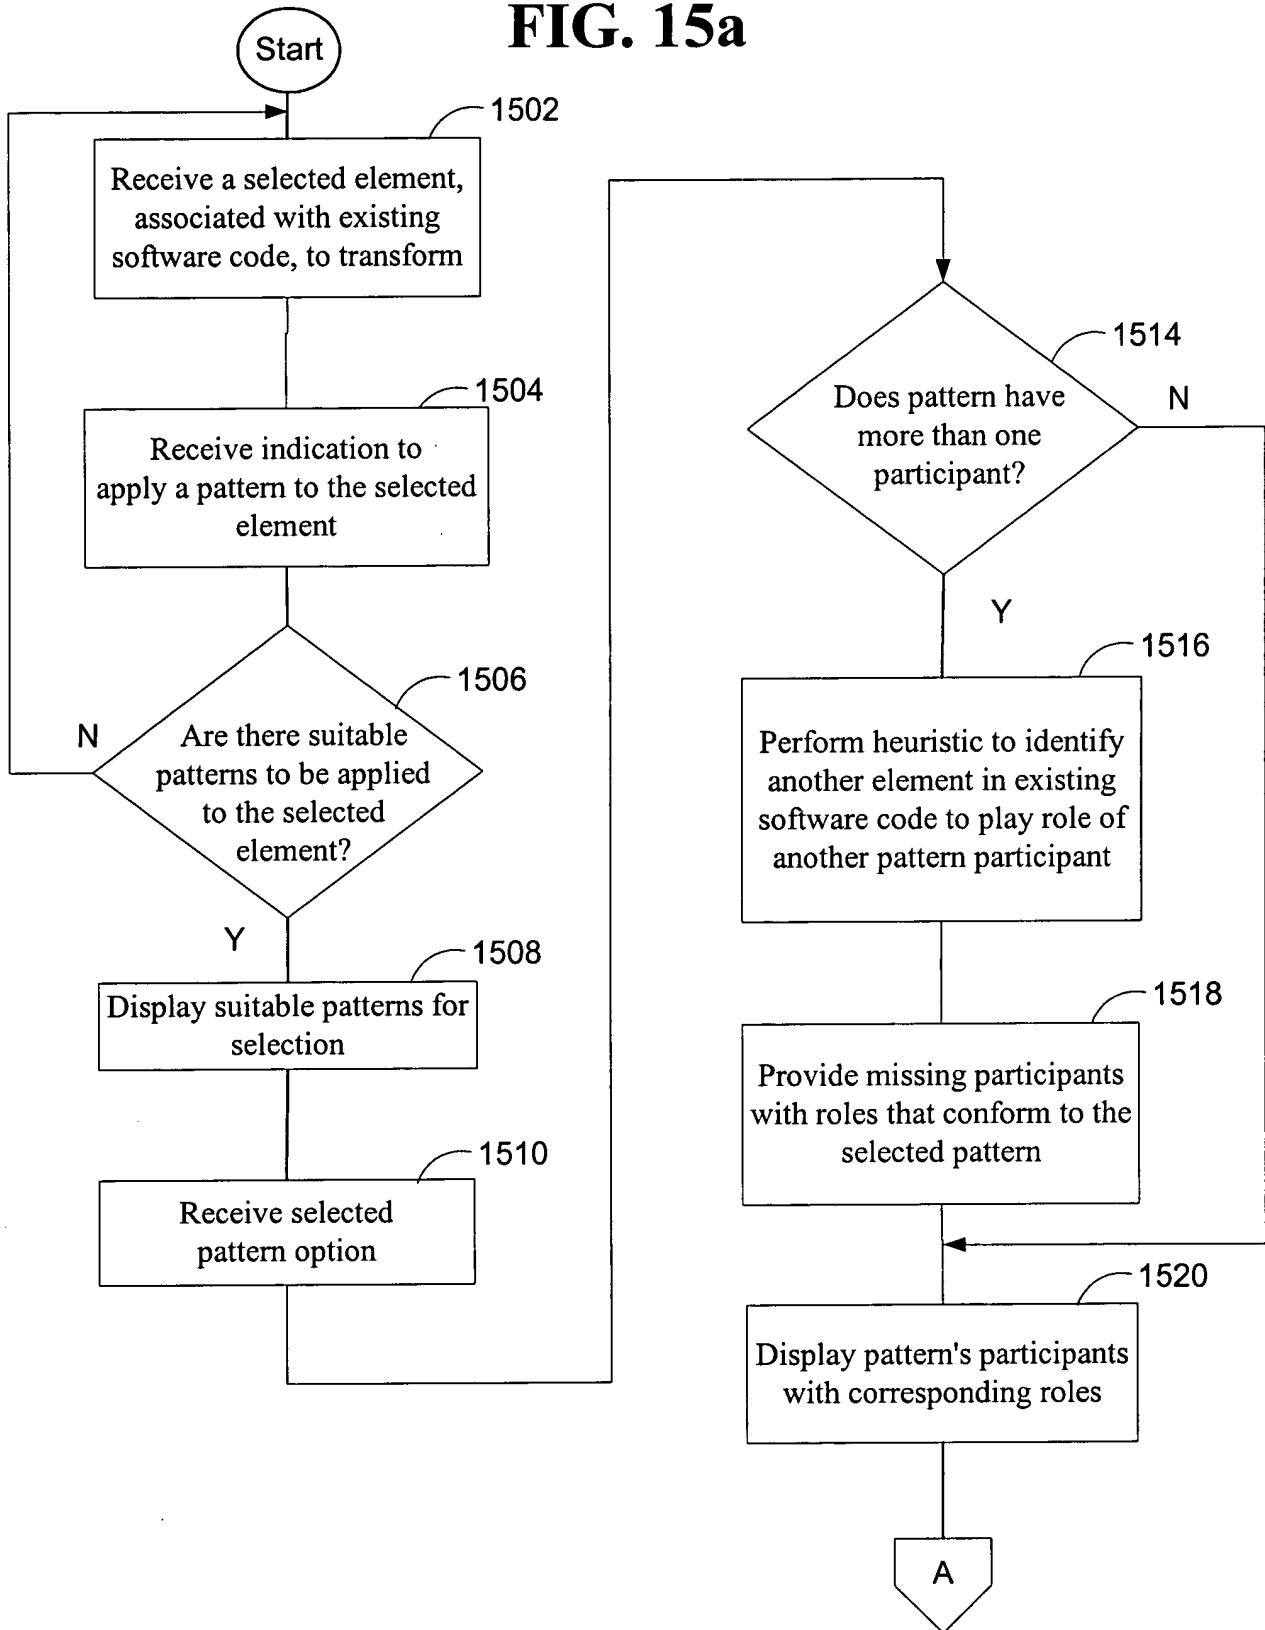 FIG. 15a
Start
1502
Receive a selected element,
associated with existing
software code, to transform
1504
Receive indication to
apply a pattern to the selected
element
1506
N
Are there suitable
patterns to be applied
to the selected
element?
Y
1508
Display suitable patterns for
selection
1510
Receive selected
pattern option
1514
Does pattern have
more than one
participant?
N
Y
1516
Perform heuristic to identify
another element in existing
software code to play role of
another pattern participant
1518
Provide missing participants
with roles that conform to the
selected pattern
1520
Display pattern's participants
with corresponding roles
A